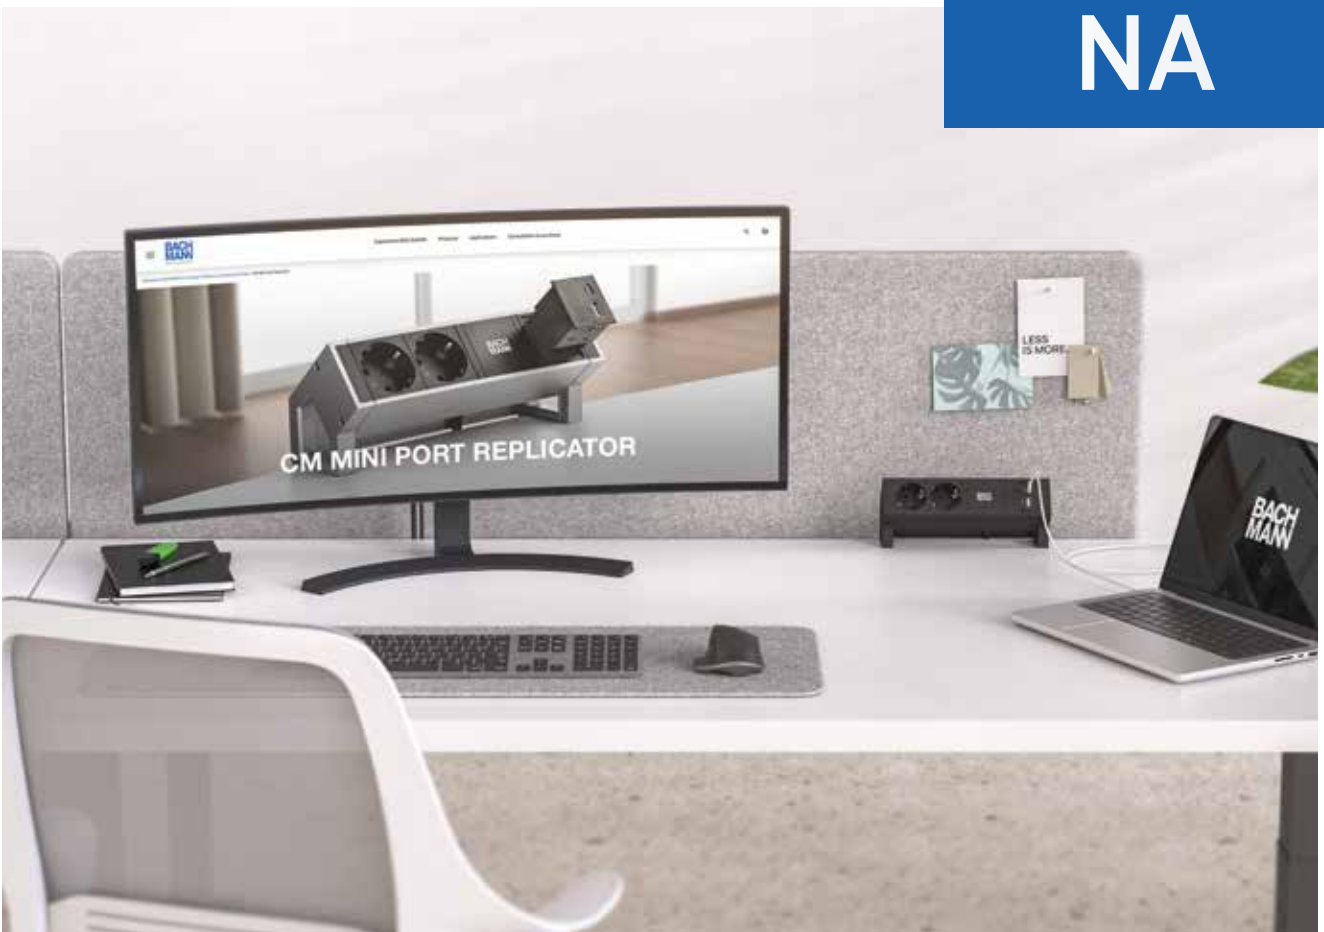 NA
BACH
MANN
BACH
MANN
CM MINI PORT REPLICATOR
LESS
IS MORE.
BACH
MANN